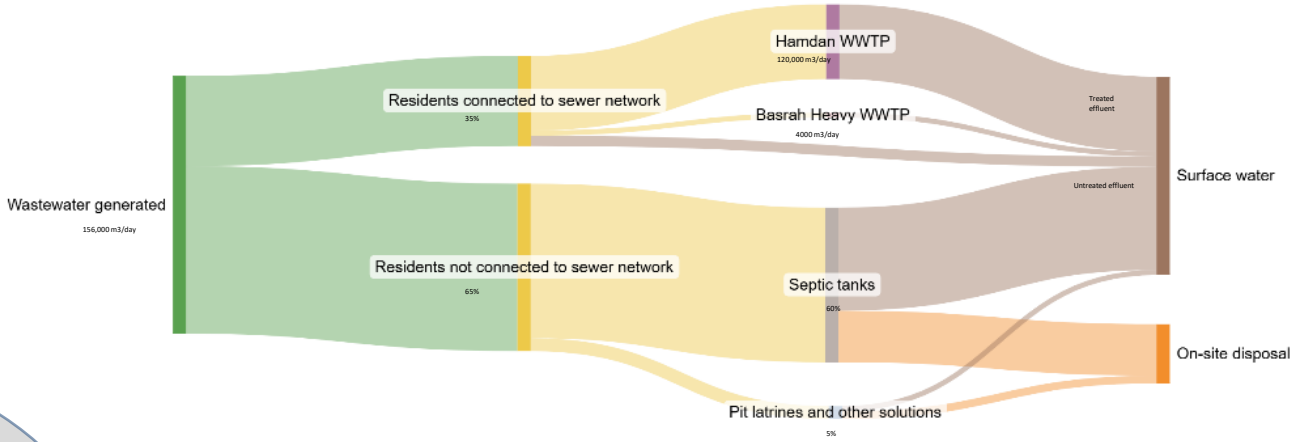 Wastewater generated
156,000 m3/day
Residents connected to sewer network
35%
Residents not connected to sewer network
65%
Hamdan WWTP
120,000 m3/day
Basrah Heavy WWTP
4000 m3/day
Septic tanks
60%
Pit latrines and other solutions
5%
Treated
effluent
Untreated effluent
Surface water
On-site disposal